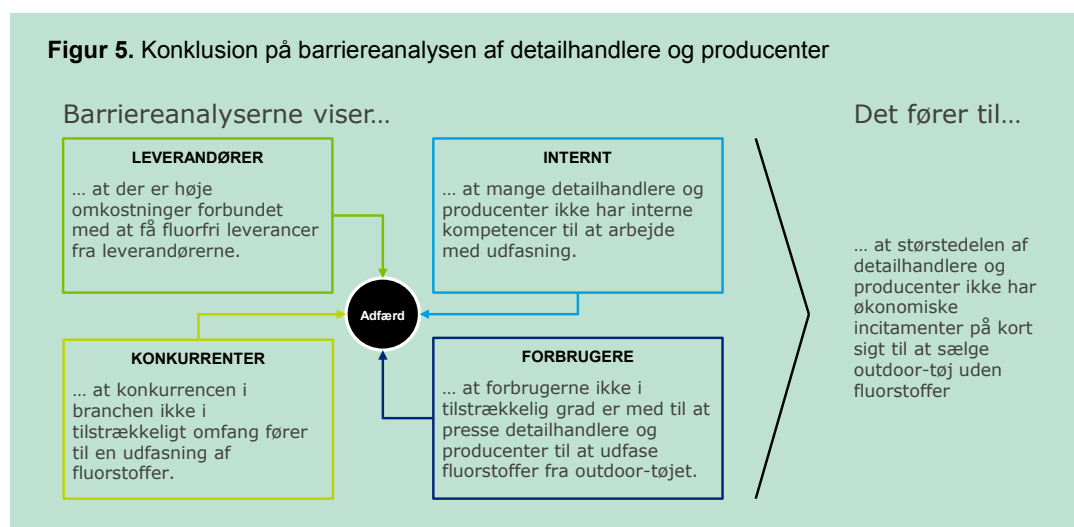 Figur 5. Konklusion på barriereanalysen af detailhandlere og producenter
Barriereanalyserne viser...
Det fører til...
LEVERANDØRER
... at der er høje
omkostninger forbundet
med at få fluorfri leverancer
fra leverandørerne.
INTERNT
... at mange detailhandlere og
producenter ikke har interne
kompetencer til at arbejde
med udfasning.
Adfærd
KONKURRENTER
... at konkurrencen i
branchen ikke i
tilstrækkeligt omfang fører
til en udfasning af
fluorstoffer.
FORBRUGERE
... at forbrugerne ikke i
tilstrækkelig grad er med til at
presse detailhandlere og
producenter til at udfase
fluorstoffer fra outdoor-tøjet.
... at størstedelen af
detailhandlere og
producenter ikke har
økonomiske
incitamenter på kort
sigt til at sælge
outdoor-tøj uden
fluorstoffer